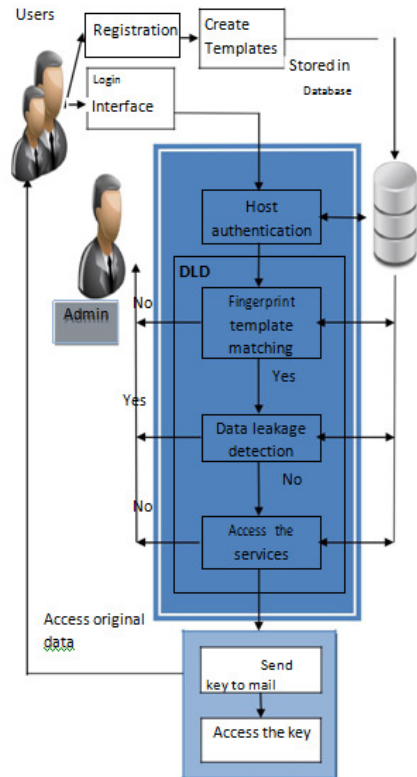 Users
Registration
Create
Templates
Stored in
Database
Login
Interface
Host
authentication
DLD
Admin
No
Fingerprint
template
matching
Yes
Yes
Data leakage
detection
No
No
Access the
services
Access original
data
Send
key to mail
Access the key